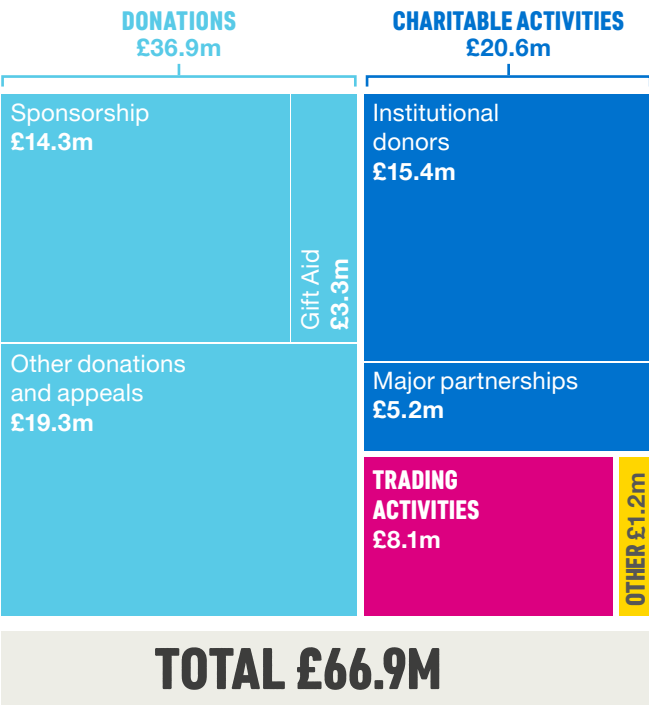 DONATIONS
£36.9m
CHARITABLE ACTIVITIES
£20.6m
Sponsorship
£14.3m
Gift Aid
£3.3m
Other donations
and appeals
£19.3m
Institutional
donors
£15.4m
Major partnerships
£5.2m
TRADING
ACTIVITIES
£8.1m
OTHER £1.2m
TOTAL £66.9M